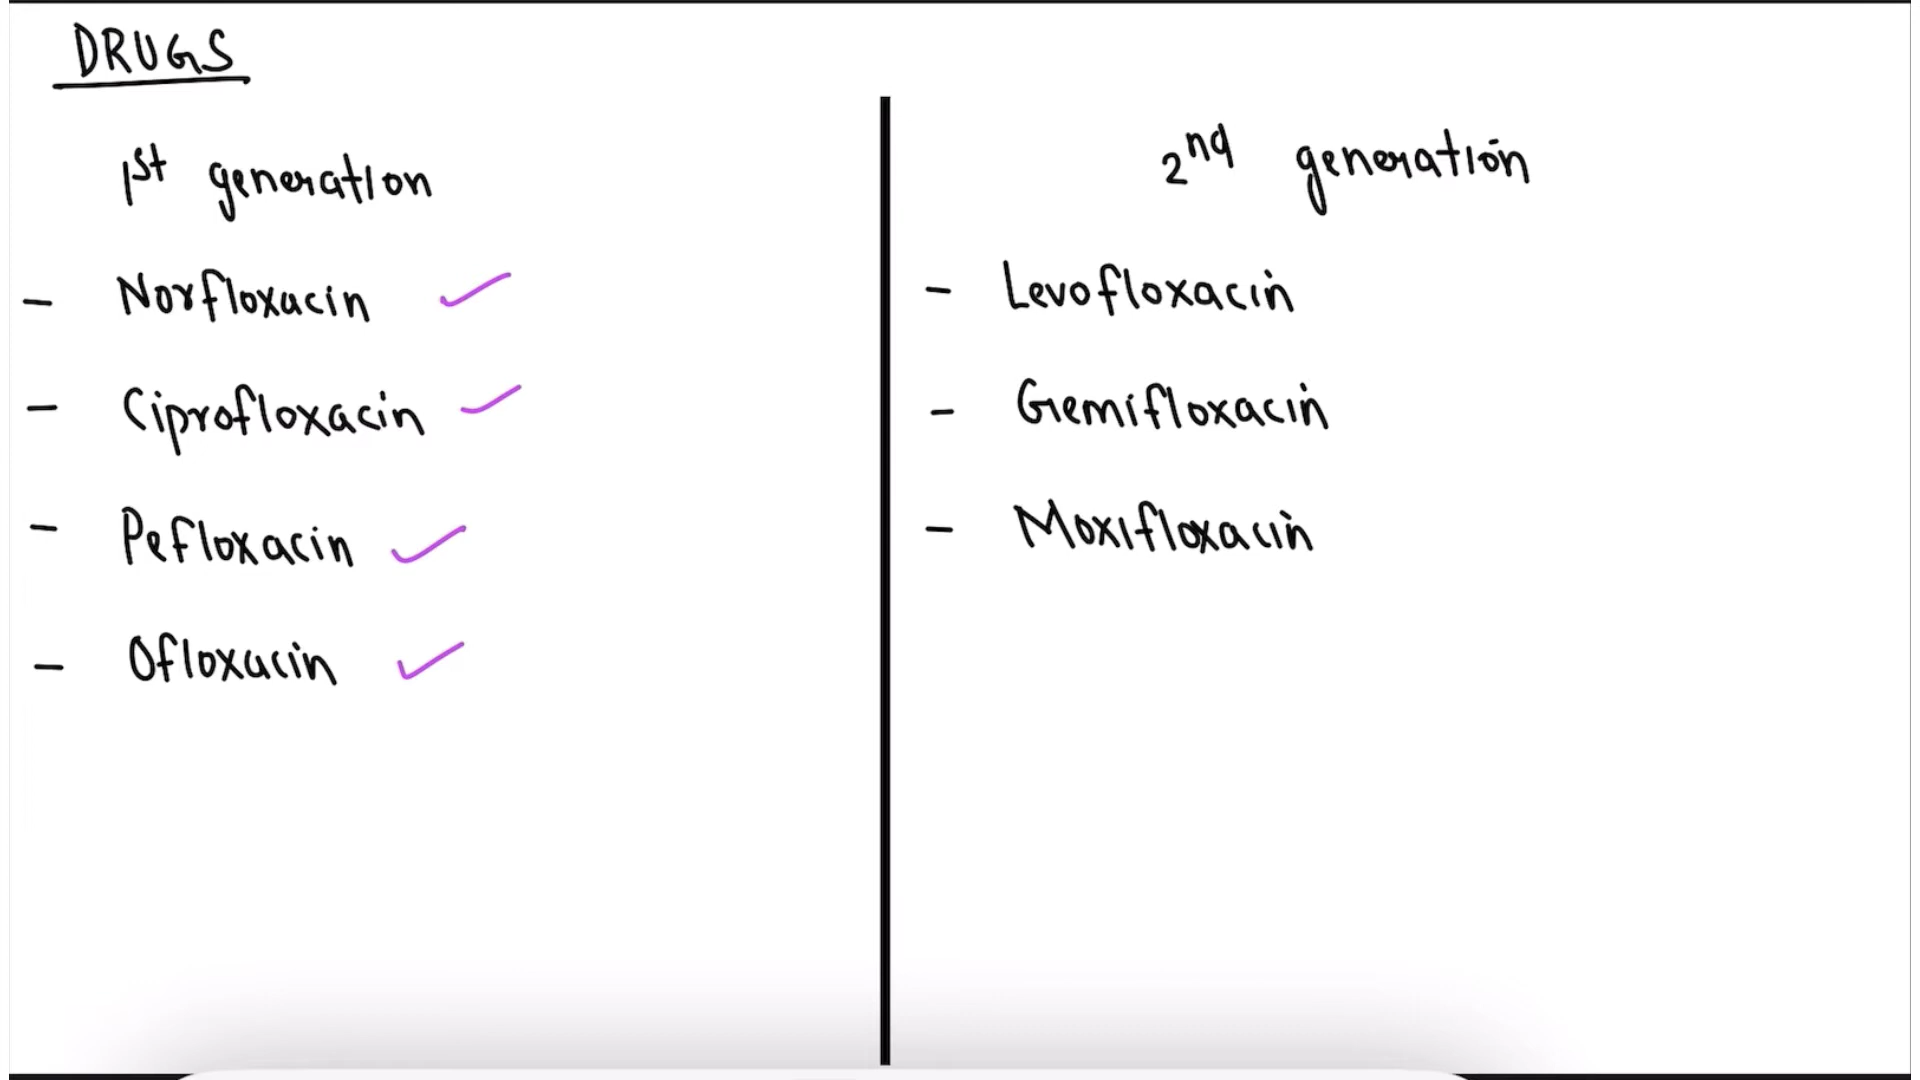 DRUGS
1st generation
- Norfloxacin ✓
- Ciprofloxacin ✓
- Pefloxacin ✓
- Ofloxacin ✓
2nd generation
- Levofloxacin
- Gemifloxacin
- Moxifloxacin